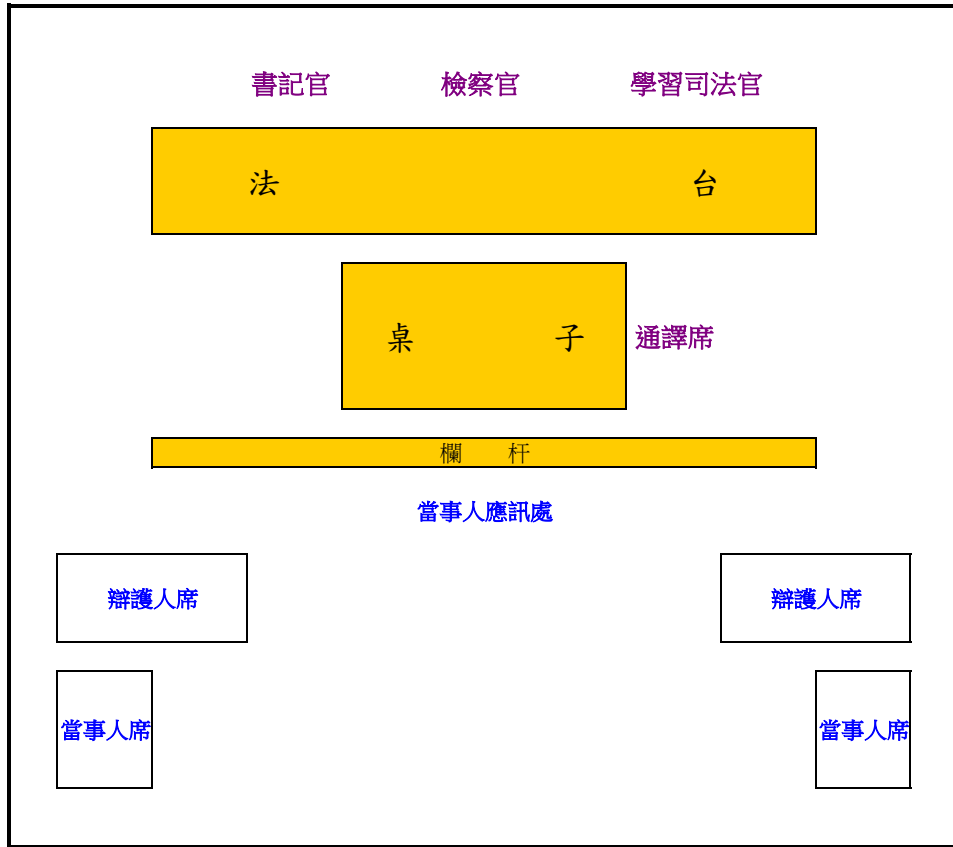 書記官 檢察官 學習司法官
法 台
桌 子 通譯席
欄 杆
當事人應訊處
辯護人席 辯護人席
當事人席 當事人席